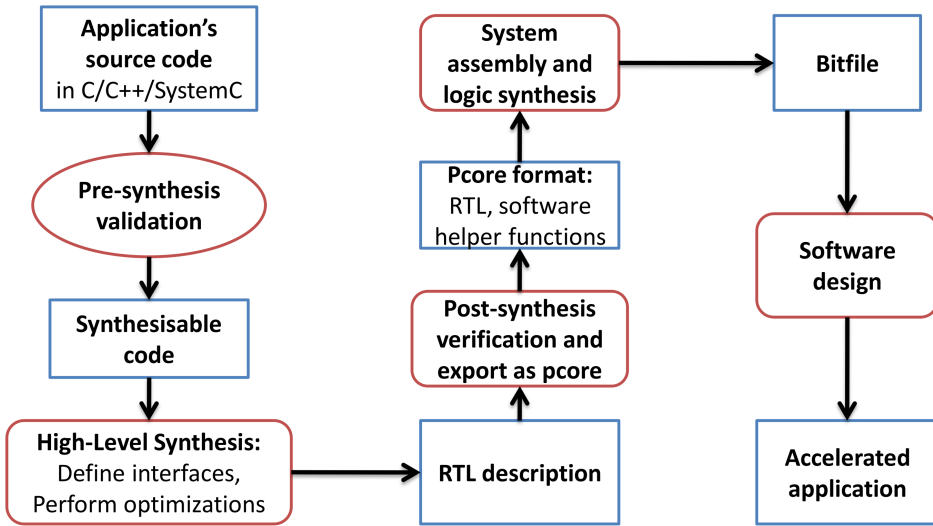 Application's
source code
in C/C++/SystemC
Pre-synthesis
validation
Synthesisable
code
High-Level Synthesis:
Define interfaces,
Perform optimizations
RTL description
Post-synthesis
verification and
export as pcore
Pcore format:
RTL, software
helper functions
System
assembly and
logic synthesis
Bitfile
Software
design
Accelerated
application